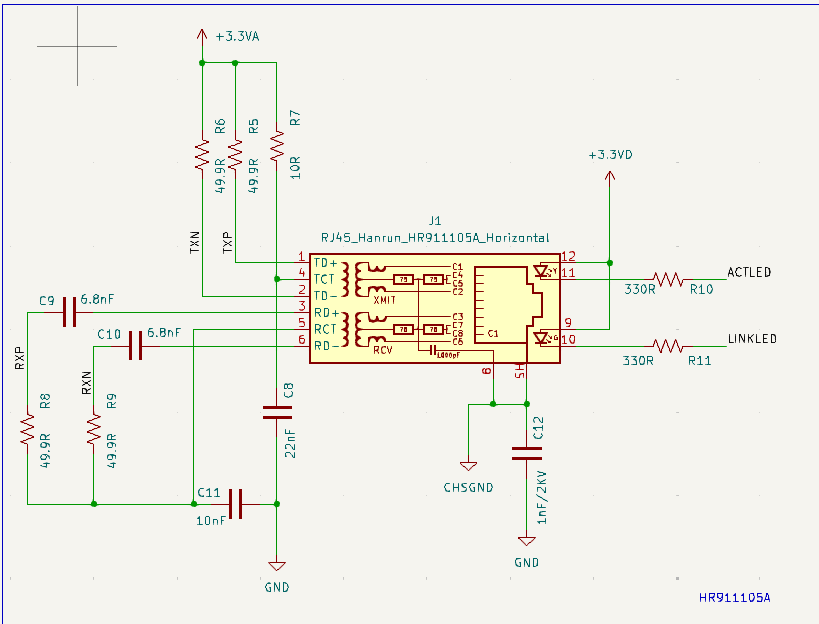 +3.3VA
R6
49.9R
R5
49.9R
R7
10R
TXN
TXP
+3.3VD
J1
RJ45_Hanrun_HR911105A_Horizontal
1
TD+
4
TCT
2
TD-
3
RD+
5
RCT
6
RD-
XMIT
RCV
75
75
75
75
C1
C4
C5
C2
C3
C7
C8
C6
1000pF
C1
Y
G
12
11
9
10
8
SH
330R
R10
ACTLED
330R
R11
LINKLED
C9
6.8nF
C10
6.8nF
RXP
RXN
R8
49.9R
R9
49.9R
C8
22nF
C11
10nF
GND
CHSGND
C12
1nF/2KV
GND
HR911105A